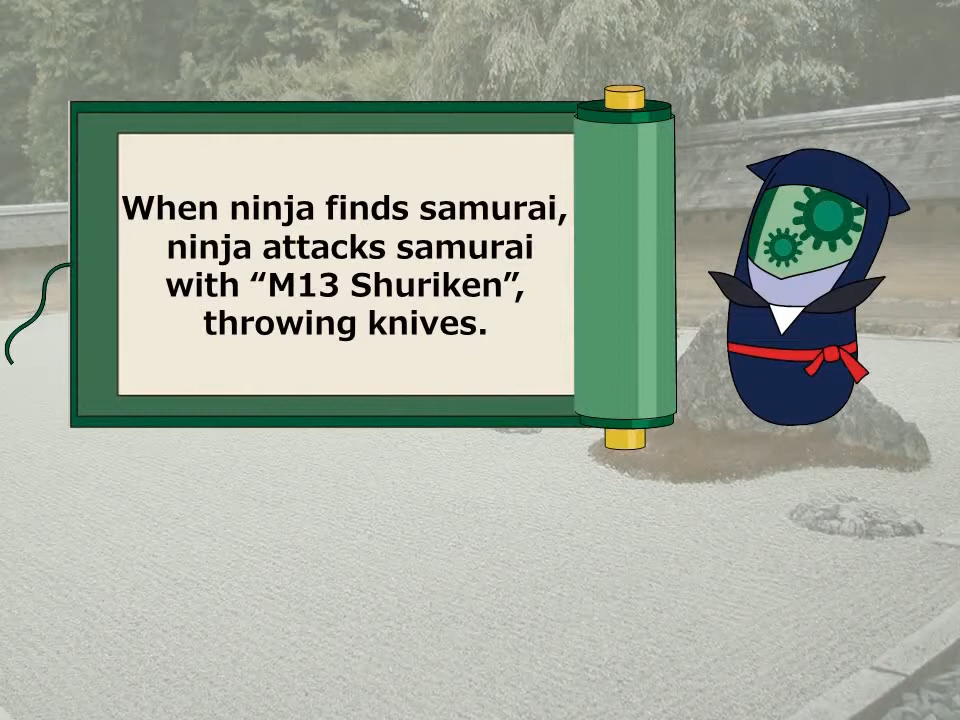 When ninja finds samurai,
ninja attacks samurai
with “M13 Shuriken”,
throwing knives.